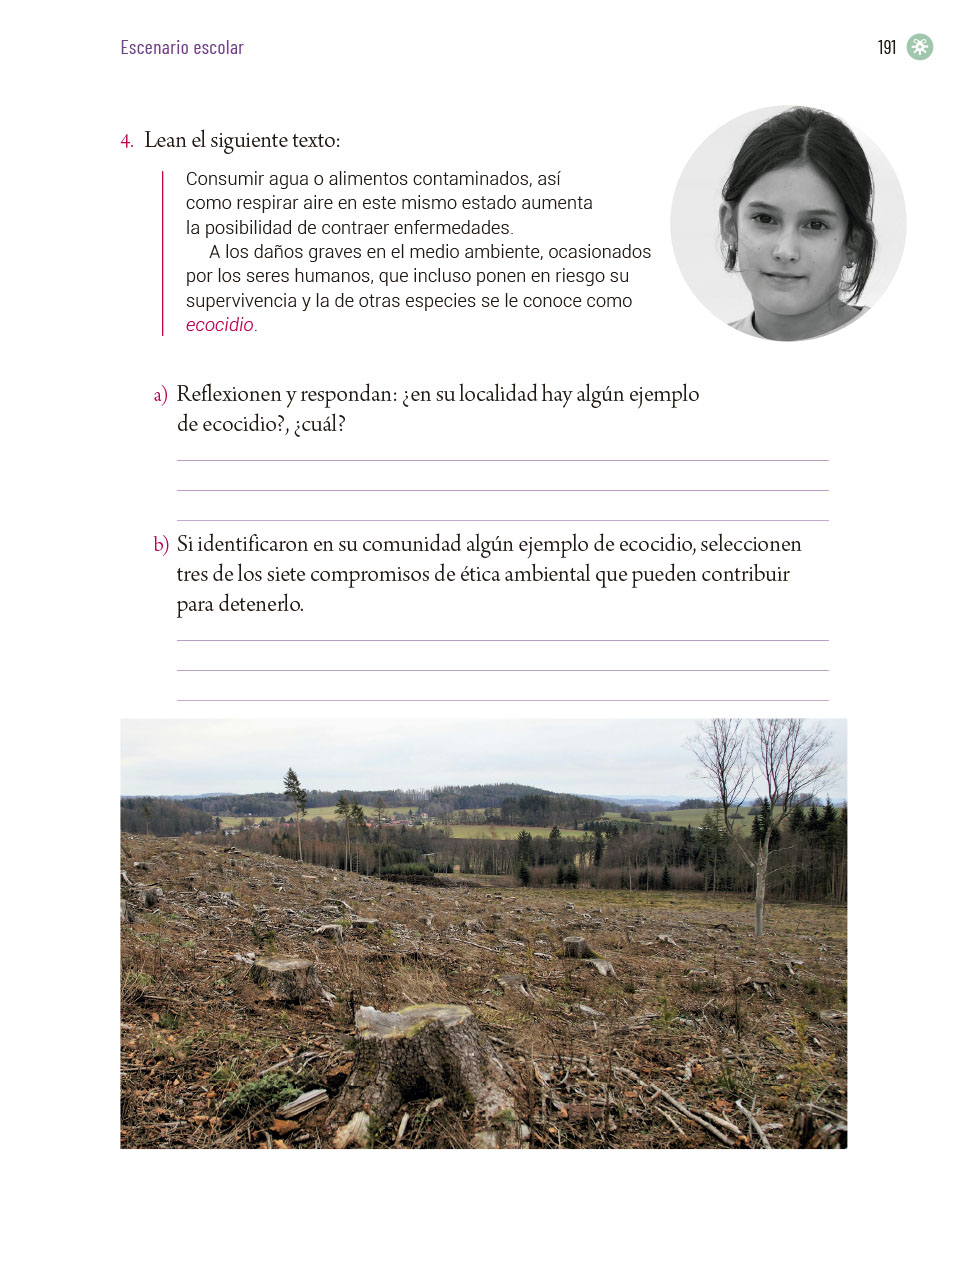 Escenario escolar
191
4. Lean el siguiente texto:
Consumir agua o alimentos contaminados, así
como respirar aire en este mismo estado aumenta
la posibilidad de contraer enfermedades.
A los daños graves en el medio ambiente, ocasionados
por los seres humanos, que incluso ponen en riesgo su
supervivencia y la de otras especies se le conoce como
ecocidio.
a) Reflexionen y respondan: ¿en su localidad hay algún ejemplo
de ecocidio?, ¿cuál?
b) Si identificaron en su comunidad algún ejemplo de ecocidio, seleccionen
tres de los siete compromisos de ética ambiental que pueden contribuir
para detenerlo.